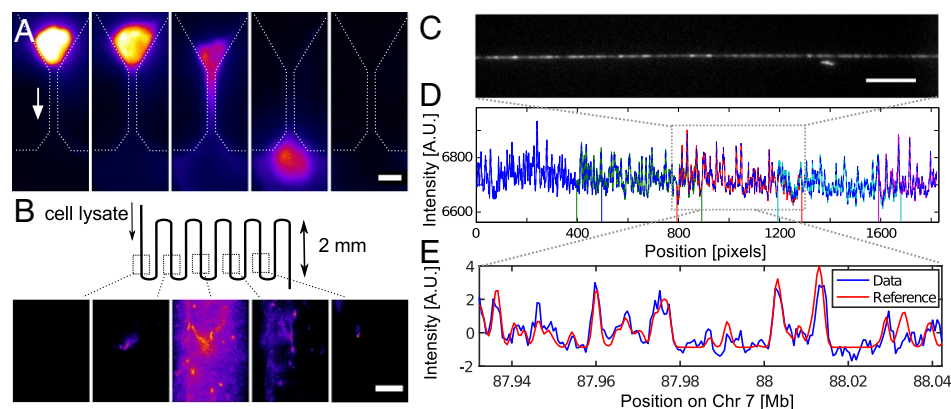 A
B
cell lysate
2 mm
C
D
Intensity [A.U.]
6800
6600
0 400 800 1200 1600
Position [pixels]
E
Intensity [A.U.]
4
2
0
-2
Data
Reference
87.94 87.96 87.98 88 88.02 88.04
Position on Chr 7 [Mb]